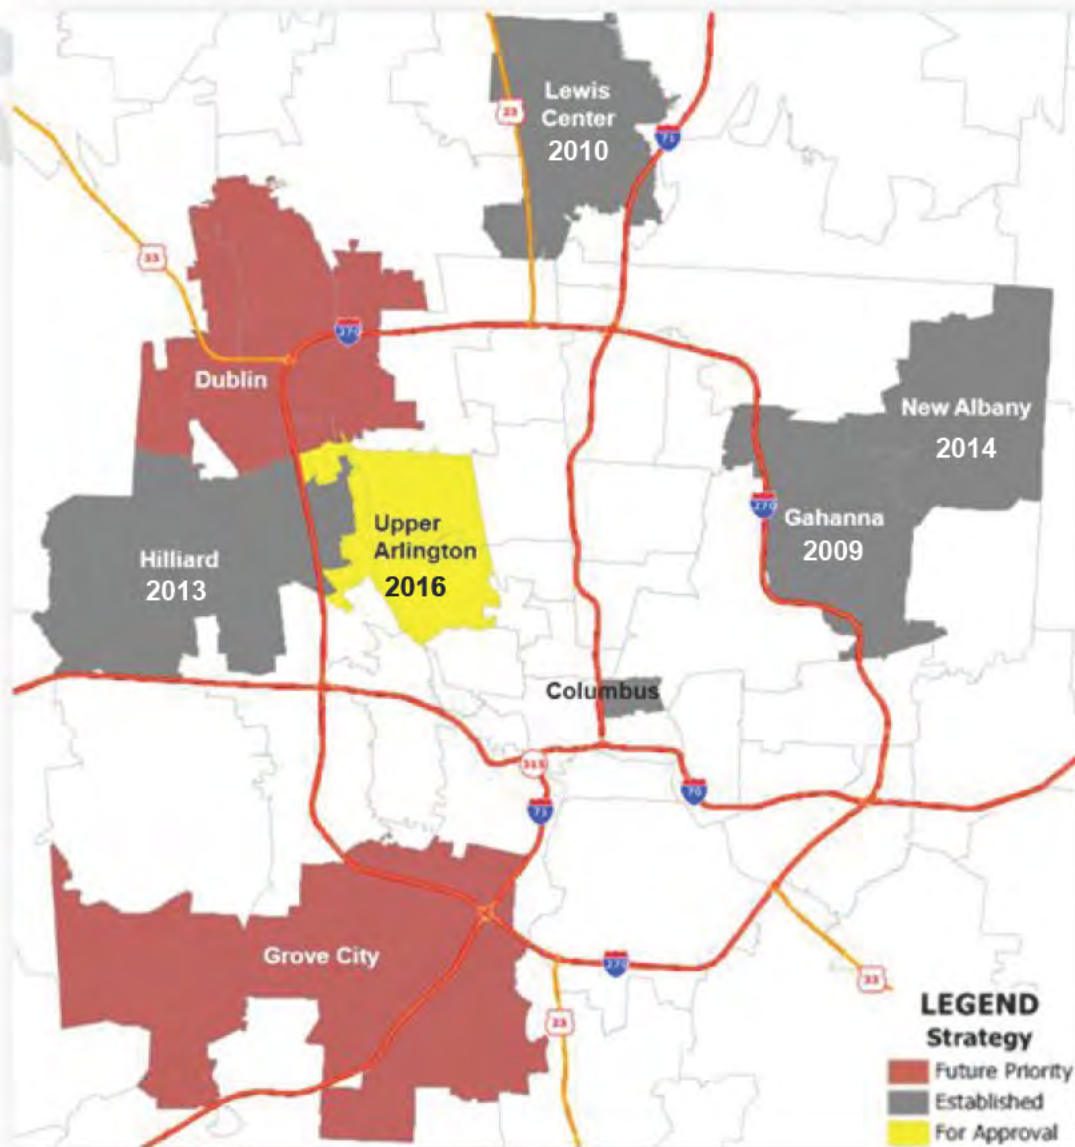 Lewis
Center
2010
23
71
33
270
Dublin
New Albany
2014
270
Gahanna
2009
Upper
Arlington
2016
Hilliard
2013
Columbus
315
70
71
Grove City
270
33
23
LEGEND
Strategy
Future Priority
Established
For Approval